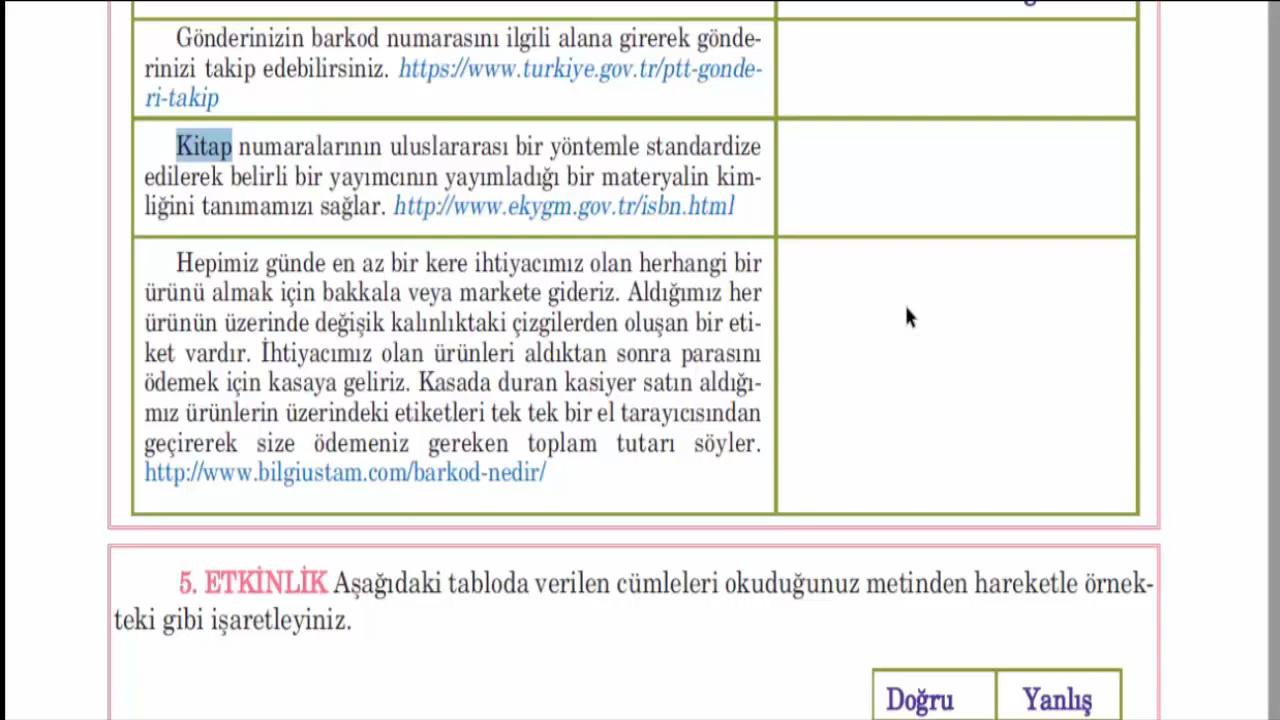 Gönderinizin barkod numarasını ilgili alana girerek gönde-
rinizi takip edebilirsiniz. https://www.turkiye.gov.tr/ptt-gonde-
ri-takip
Kitap numaralarının uluslararası bir yöntemle standardize
edilerek belirli bir yayımcının yayımladığı bir materyalin kim-
liğini tanımamızı sağlar. http://www.ekygm.gov.tr/isbn.html
Hepimiz günde en az bir kere ihtiyacımız olan herhangi bir
ürünü almak için bakkala veya markete gideriz. Aldığımız her
ürünün üzerinde değişik kalınlıktaki çizgilerden oluşan bir eti-
ket vardır. İhtiyacımız olan ürünleri aldıktan sonra parasını
ödemek için kasaya geliriz. Kasada duran kasiyer satın aldığı-
mız ürünlerin üzerindeki etiketleri tek tek bir el tarayıcısından
geçirerek size ödemeniz gereken toplam tutarı söyler.
http://www.bilgiustam.com/barkod-nedir/
5. ETKİNLİK Aşağıdaki tabloda verilen cümleleri okuduğunuz metinden hareketle örnek-
teki gibi işaretleyiniz.
Doğru Yanlış